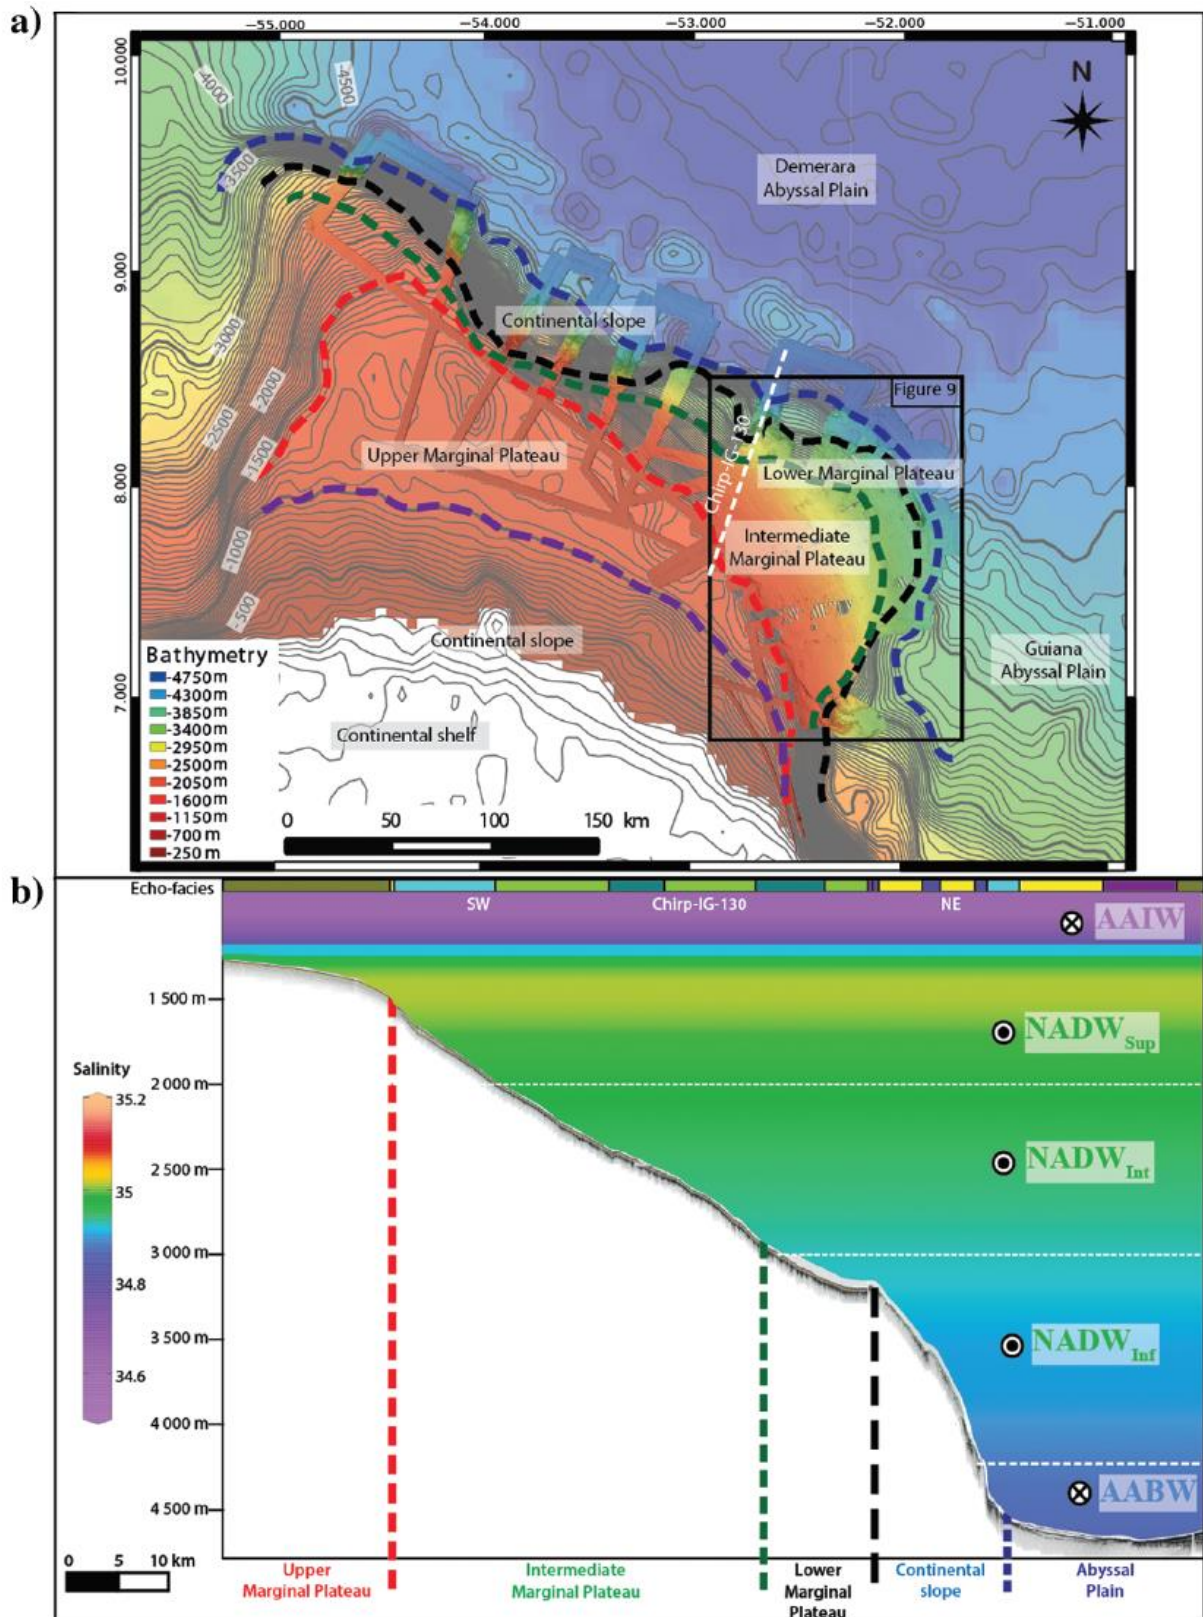 a)
−55.000
−54.000
−53.000
−52.000
−51.000
10.000
9.000
8.000
7.000
N
-4000
-4500
-3500
-3000
-2500
-2000
-1500
-1000
-500
Demerara
Abyssal Plain
Continental slope
Figure 9
Chirp-IG-130
Upper Marginal Plateau
Lower Marginal Plateau
Intermediate
Marginal Plateau
Continental slope
Guiana
Abyssal Plain
Continental shelf
Bathymetry
-4750m
-4300m
-3850m
-3400m
-2950m
-2500m
-2050m
-1600m
-1150m
-700 m
-250 m
0 50 100 150 km
b)
Echo-facies
SW Chirp-IG-130 NE
AAIW
1 500 m
NADW Sup
Salinity
35.2
35
34.8
34.6
2 000 m
2 500 m
NADW Int
3 000 m
3 500 m
NADW Inf
4 000 m
4 500 m
AABW
0 5 10 km
Upper
Marginal Plateau
Intermediate
Marginal Plateau
Lower
Marginal
Plateau
Continental
slope
Abyssal
Plain